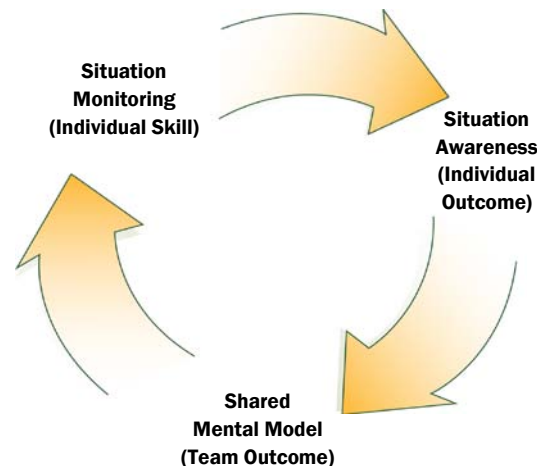 Situation
Monitoring
(Individual Skill)
Situation
Awareness
(Individual
Outcome)
Shared
Mental Model
(Team Outcome)